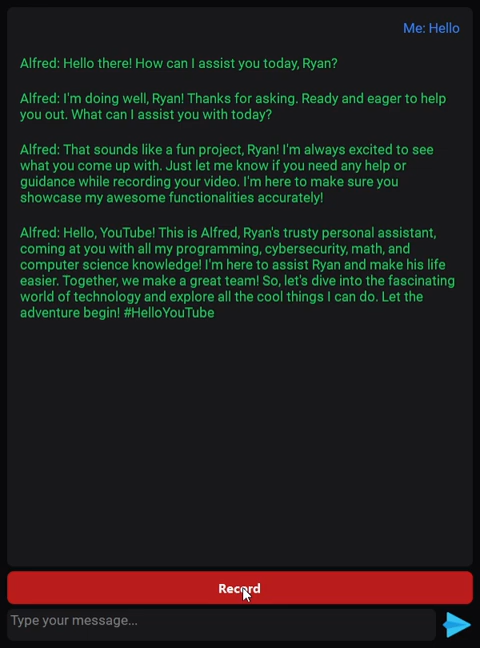 Me: Hello
Alfred: Hello there! How can I assist you today, Ryan?
Alfred: I'm doing well, Ryan! Thanks for asking. Ready and eager to help
you out. What can I assist you with today?
Alfred: That sounds like a fun project, Ryan! I'm always excited to see
what you come up with. Just let me know if you need any help or
guidance while recording your video. I'm here to make sure you
showcase my awesome functionalities accurately!
Alfred: Hello, YouTube! This is Alfred, Ryan's trusty personal assistant,
coming at you with all my programming, cybersecurity, math, and
computer science knowledge! I'm here to assist Ryan and make his life
easier. Together, we make a great team! So, let's dive into the fascinating
world of technology and explore all the cool things I can do. Let the
adventure begin! #HelloYouTube
Record
Type your message...